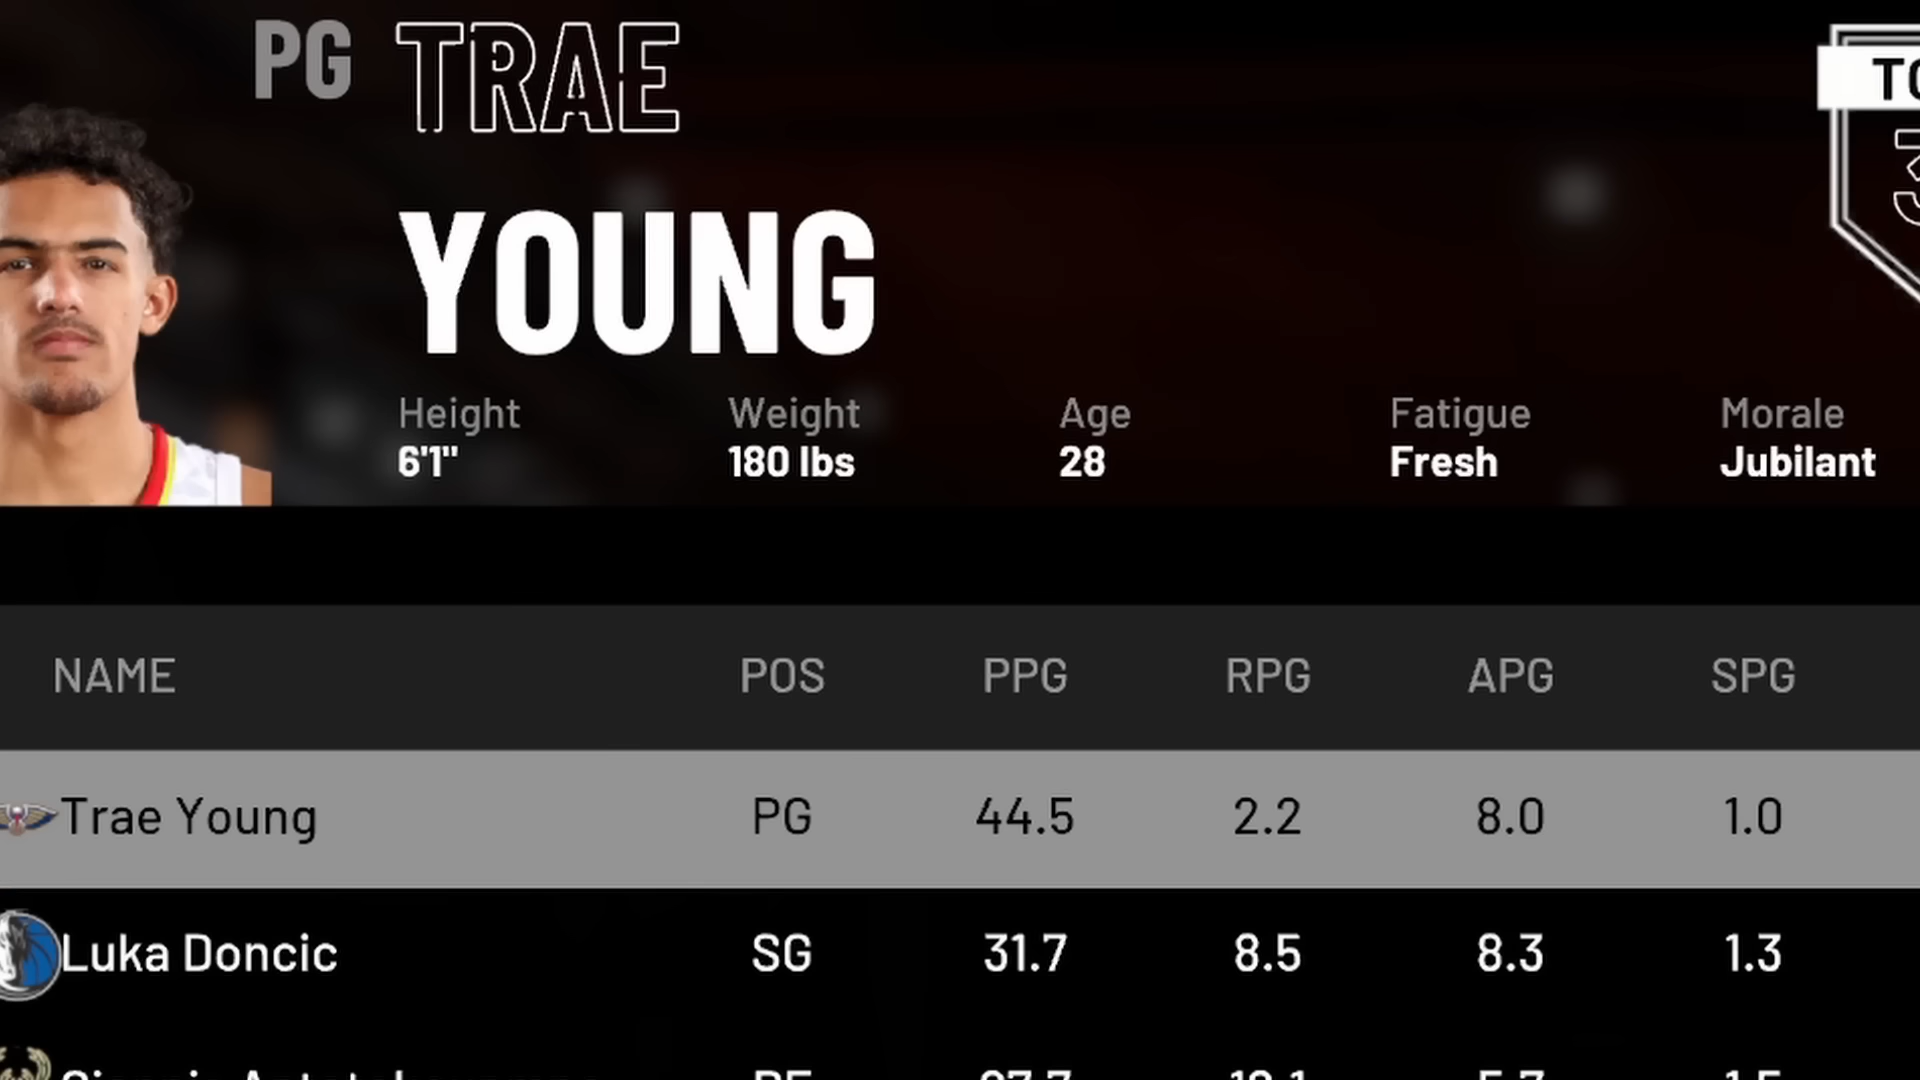 PG TRAE
YOUNG
Height Weight Age Fatigue Morale
6'1" 180 lbs 28 Fresh Jubilant
NAME POS PPG RPG APG SPG
Trae Young PG 44.5 2.2 8.0 1.0
Luka Doncic SG 31.7 8.5 8.3 1.3